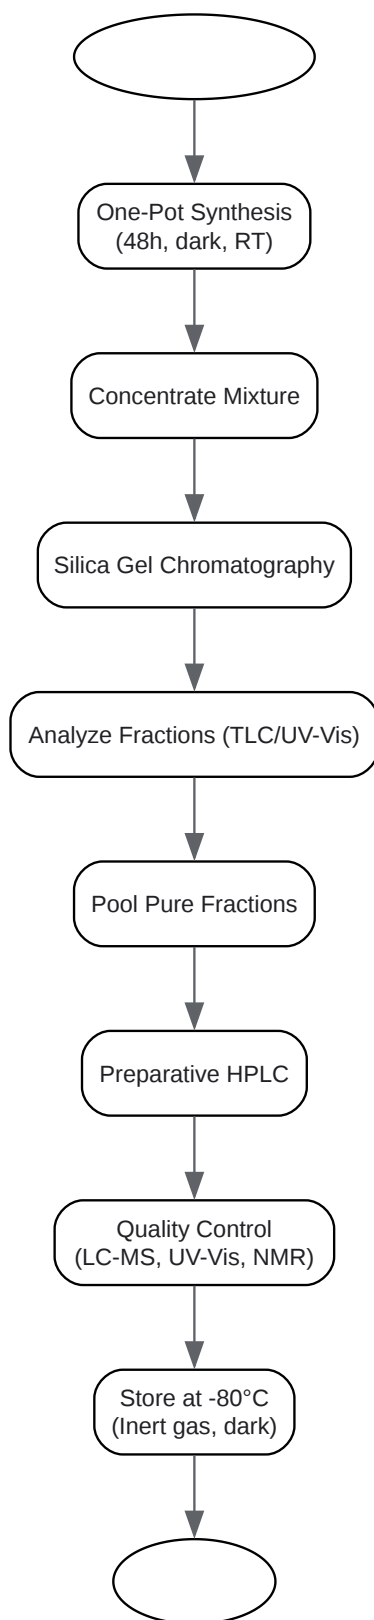 One-Pot Synthesis
(48h, dark, RT)
Concentrate Mixture
Silica Gel Chromatography
Analyze Fractions (TLC/UV-Vis)
Pool Pure Fractions
Preparative HPLC
Quality Control
(LC-MS, UV-Vis, NMR)
Store at -80°C
(Inert gas, dark)